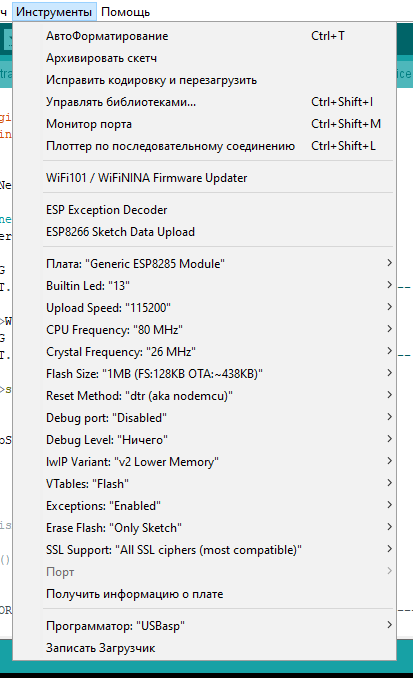 Инструменты Помощь
АвтоФорматирование Ctrl+T
Архивировать скетч
Исправить кодировку и перезагрузить
Управлять библиотеками... Ctrl+Shift+I
Монитор порта Ctrl+Shift+M
Плоттер по последовательному соединению Ctrl+Shift+L
WiFi101 / WiFiNINA Firmware Updater
ESP Exception Decoder
ESP8266 Sketch Data Upload
Плата: "Generic ESP8285 Module"
Builtin Led: "13"
Upload Speed: "115200"
CPU Frequency: "80 MHz"
Crystal Frequency: "26 MHz"
Flash Size: "1MB (FS:128KB OTA:~438KB)"
Reset Method: "dtr (aka nodemcu)"
Debug port: "Disabled"
Debug Level: "Ничего"
lwIP Variant: "v2 Lower Memory"
VTables: "Flash"
Exceptions: "Enabled"
Erase Flash: "Only Sketch"
SSL Support: "All SSL ciphers (most compatible)"
Порт
Получить информацию о плате
Программатор: "USBasp"
Записать Загрузчик